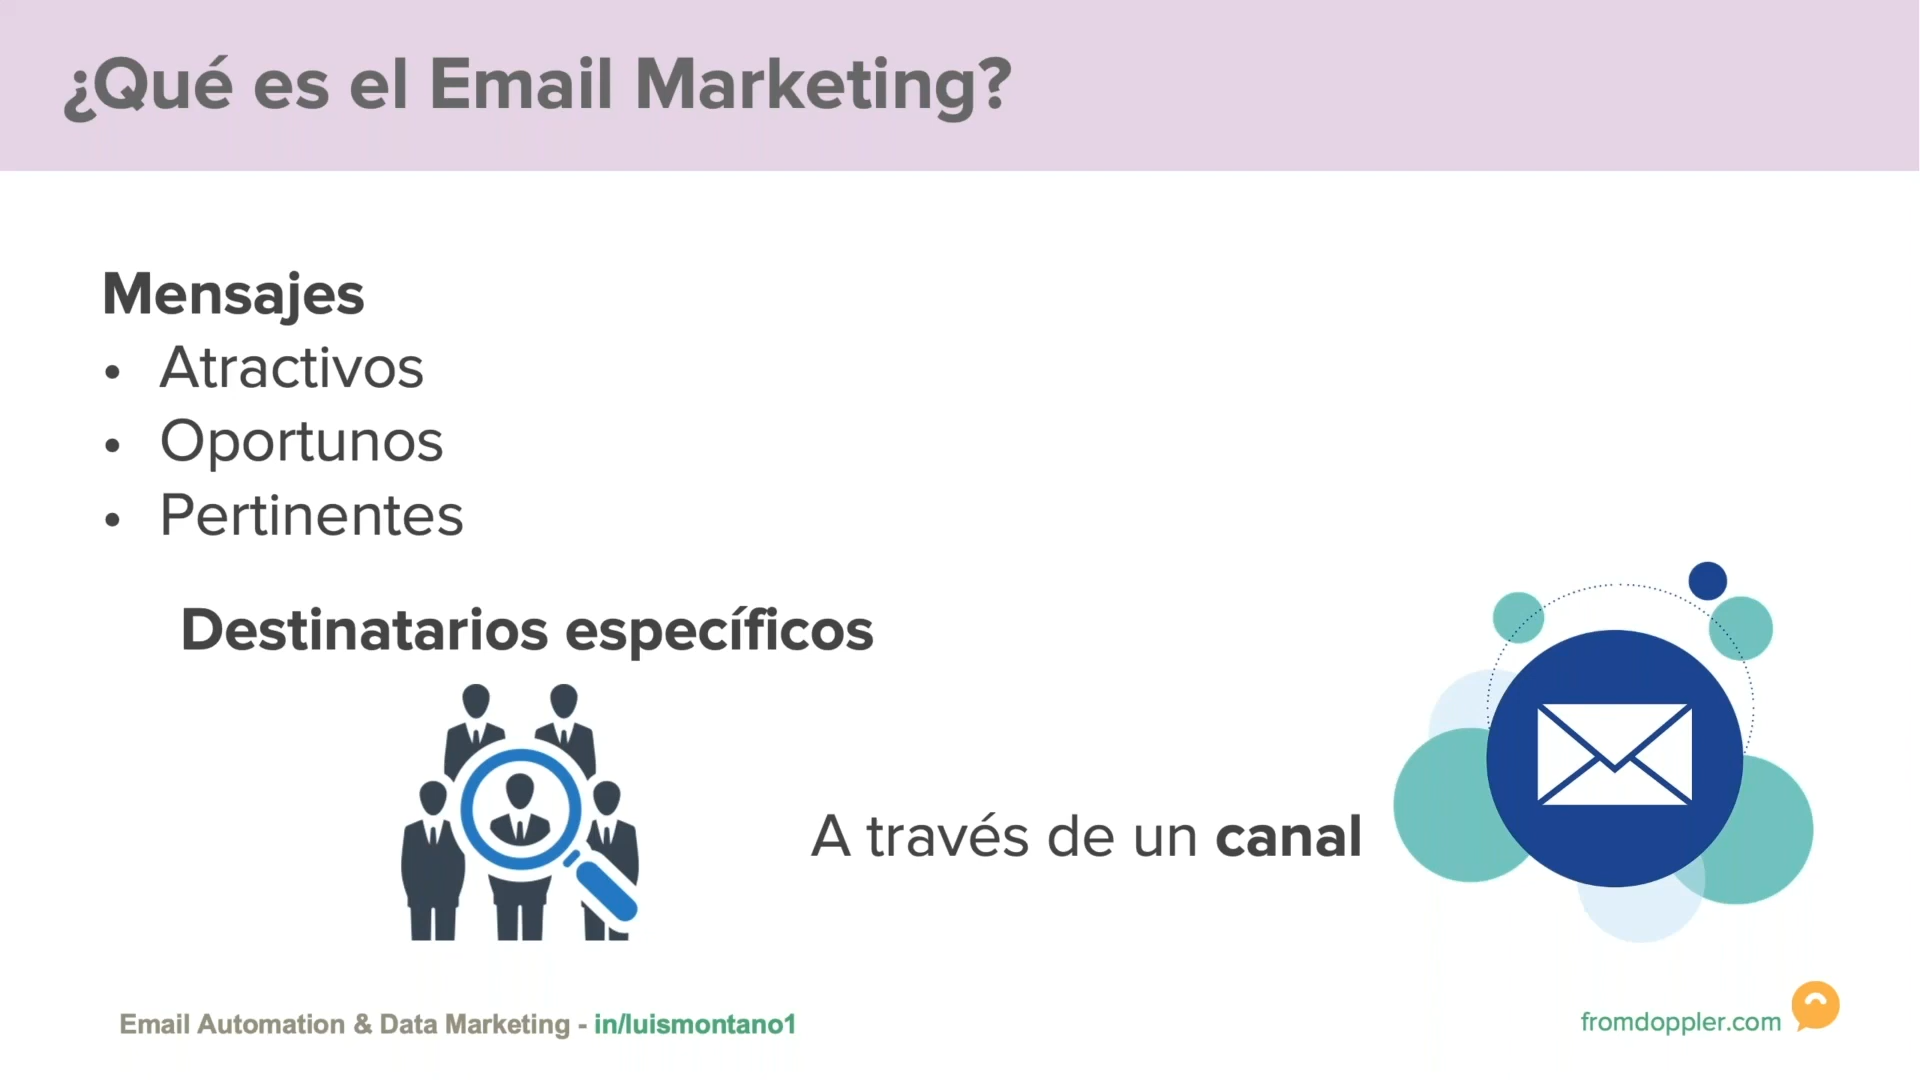 ¿Qué es el Email Marketing?
Mensajes
• Atractivos
• Oportunos
• Pertinentes
Destinatarios específicos
A través de un canal
Email Automation & Data Marketing - in/luismontano1
fromdoppler.com